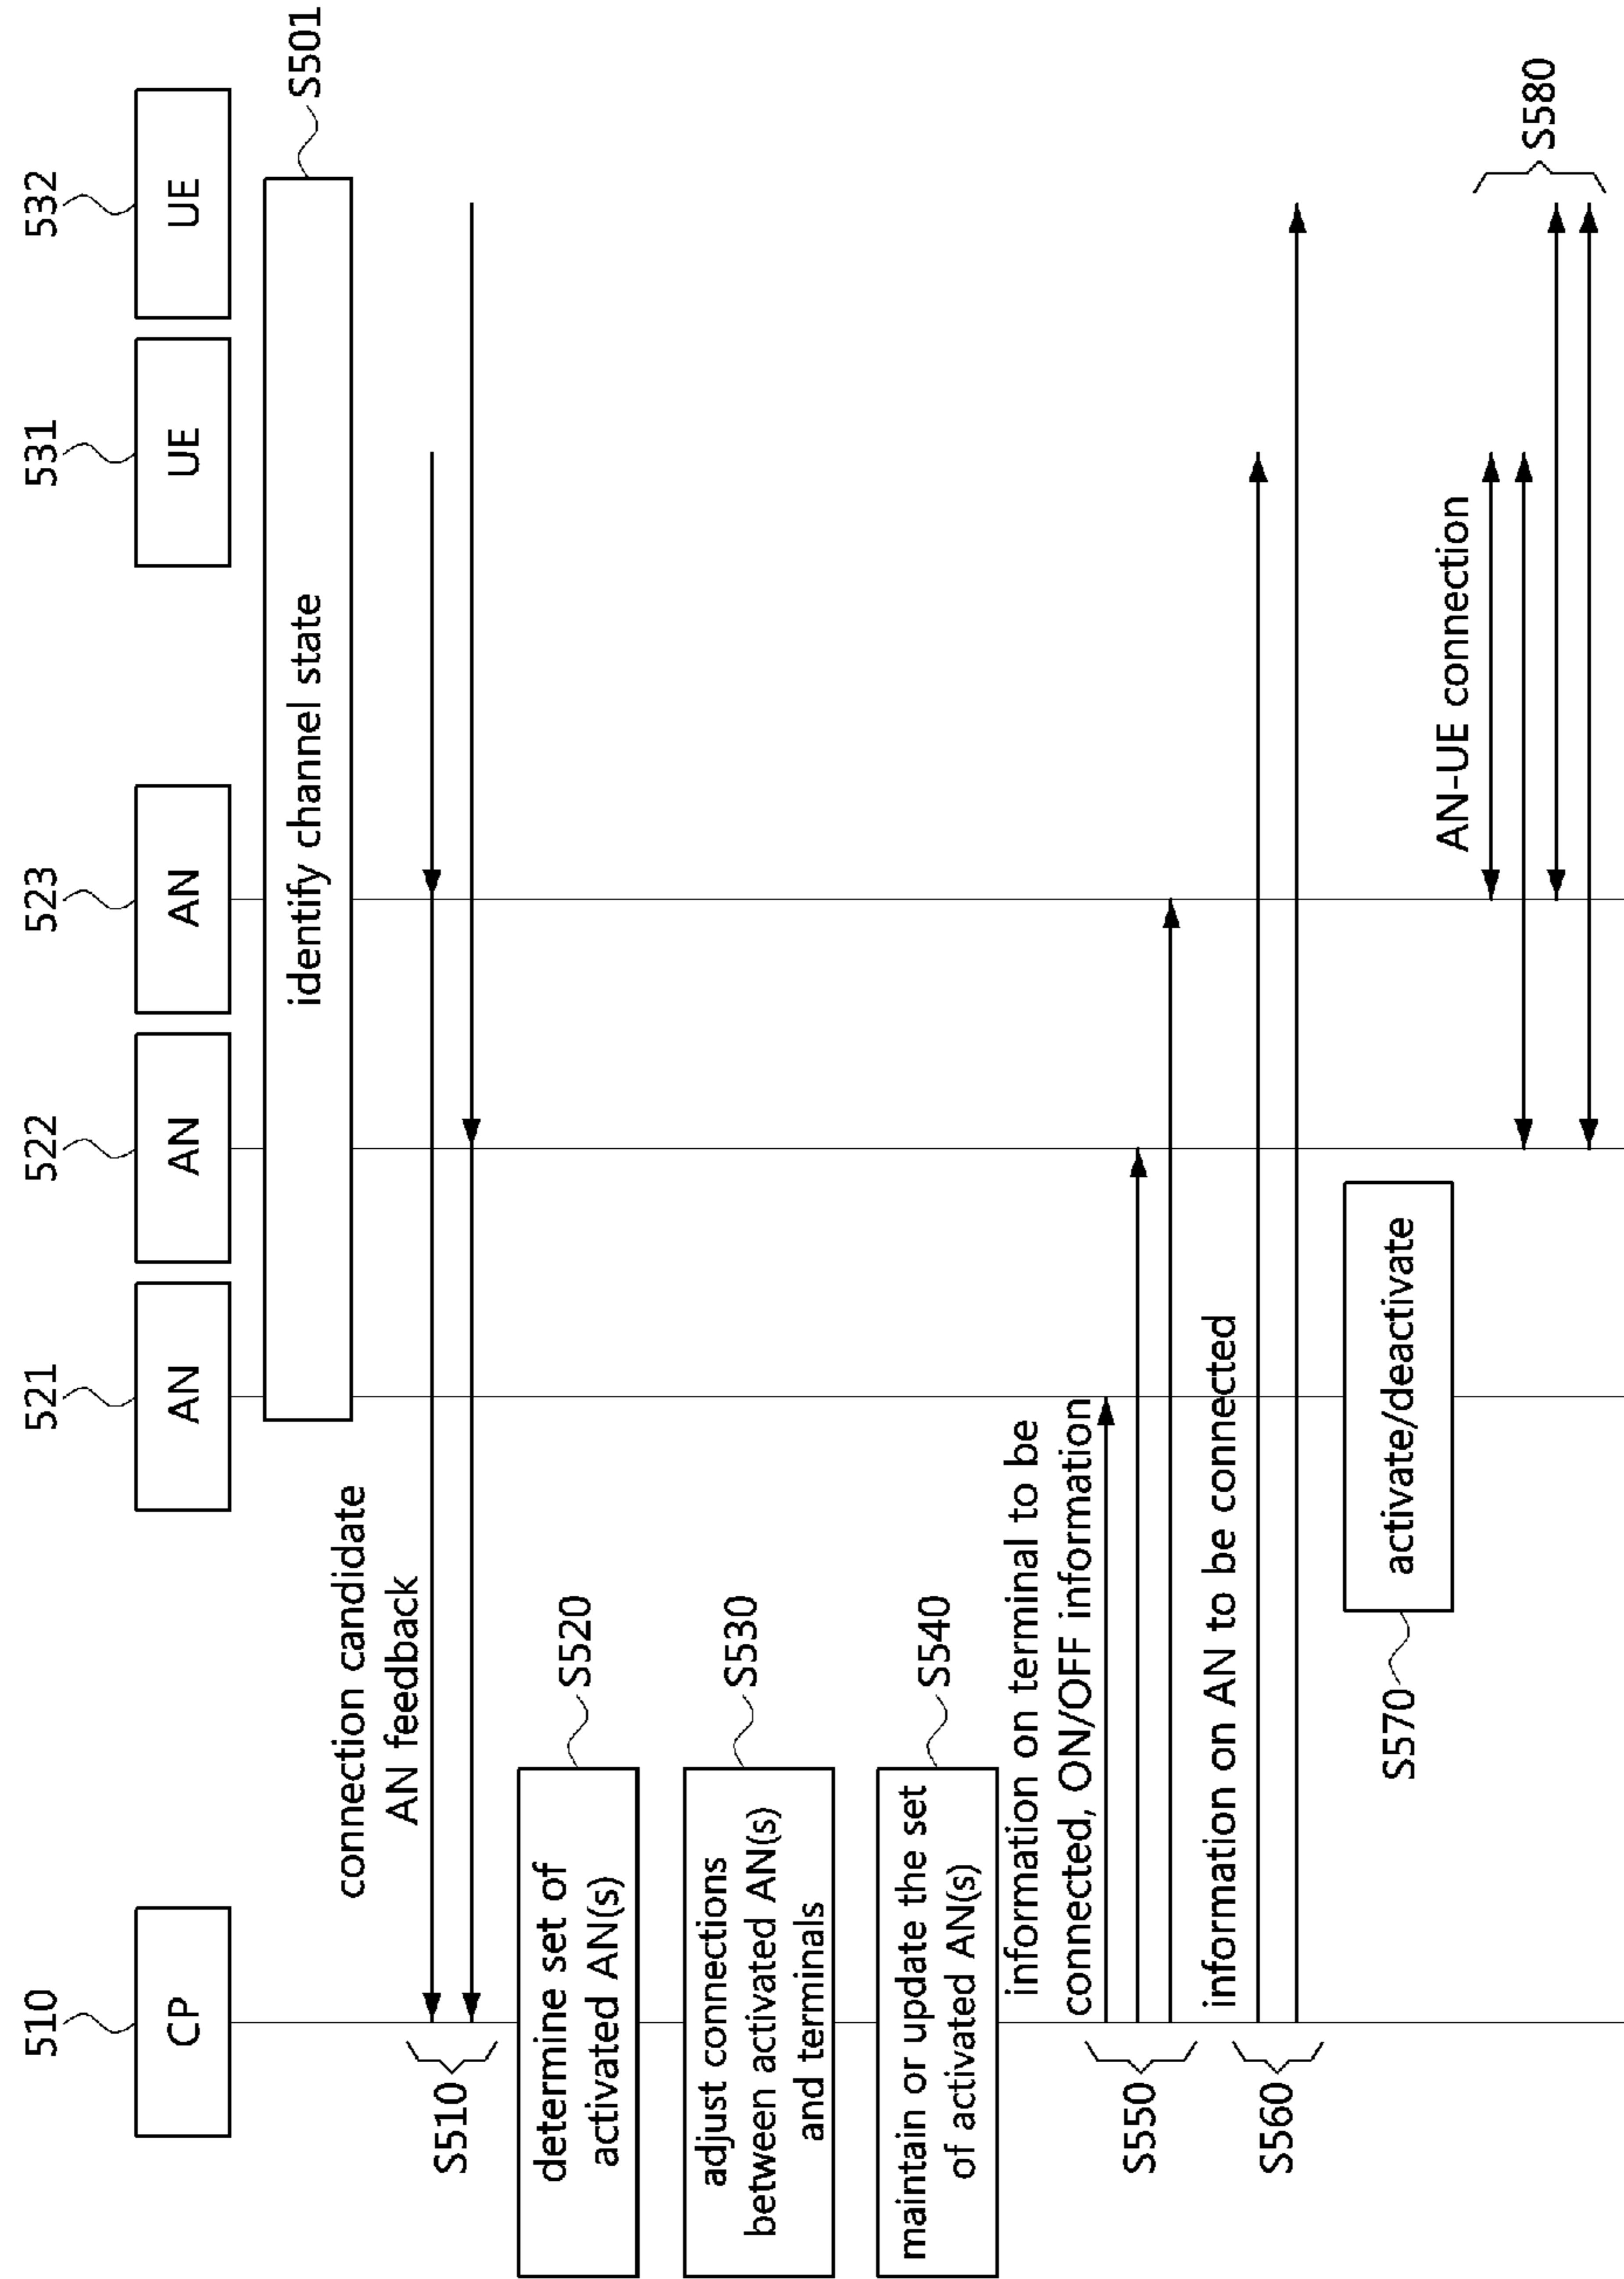 510
521
522
523
531
532
CP
AN
AN
AN
UE
UE
identify channel state
S501
connection candidate
AN feedback
S510
determine set of
activated AN(s)
S520
adjust connections
between activated AN(s)
and terminals
S530
maintain or update the set
of activated AN(s)
S540
information on terminal to be
connected, ON/OFF information
S550
information on AN to be connected
S560
activate/deactivate
S570
AN-UE connection
S580